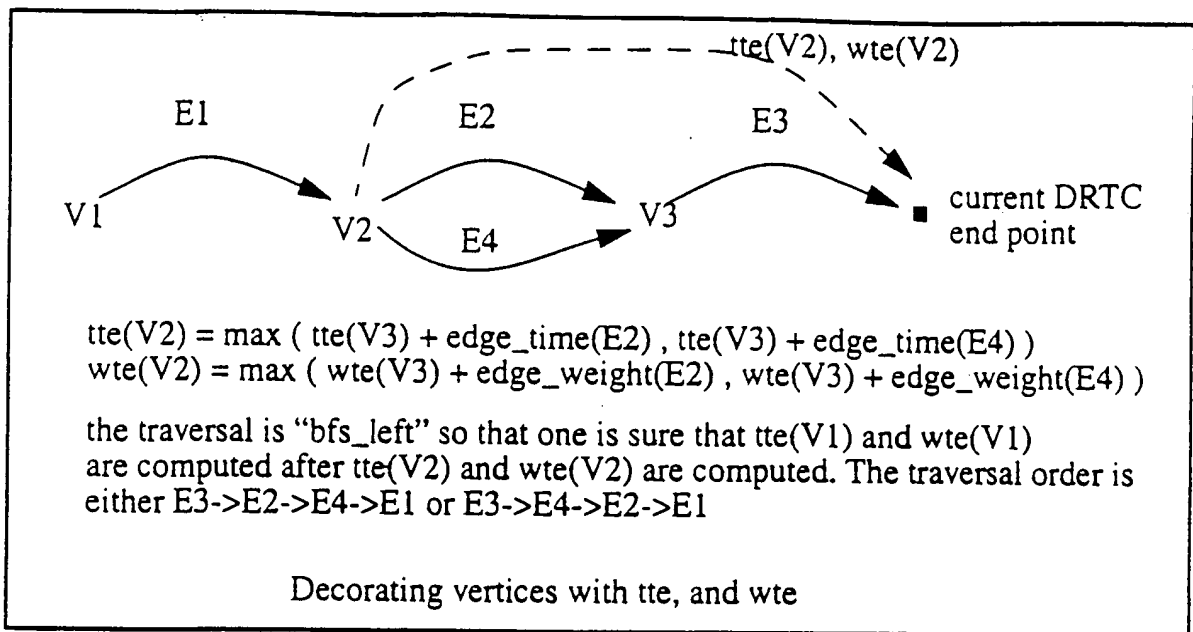 tte(V2), wte(V2)
E1
E2
E3
V1
V2
E4
V3
current DRTC
end point
tte(V2) = max ( tte(V3) + edge_time(E2) , tte(V3) + edge_time(E4) )
wte(V2) = max ( wte(V3) + edge_weight(E2) , wte(V3) + edge_weight(E4) )
the traversal is “bfs_left” so that one is sure that tte(V1) and wte(V1)
are computed after tte(V2) and wte(V2) are computed. The traversal order is
either E3->E2->E4->E1 or E3->E4->E2->E1
Decorating vertices with tte, and wte